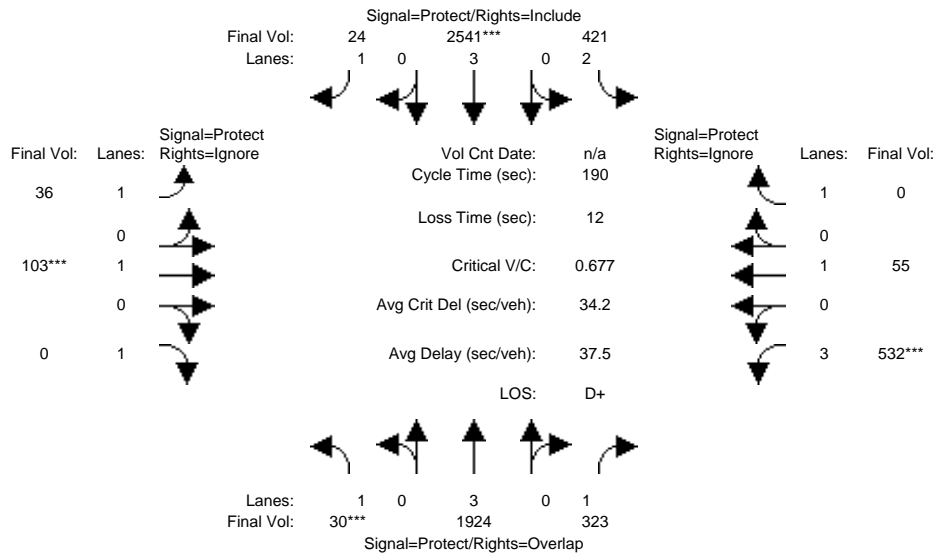 Signal=Protect/Rights=Include
Final Vol: 24 2541*** 421
Lanes: 1 0 3 0 2
Signal=Protect Signal=Protect
Final Vol: Lanes: Rights=Ignore Vol Cnt Date: n/a Rights=Ignore Lanes: Final Vol:
36 1 Cycle Time (sec): 190 1 0
0 Loss Time (sec): 12 0
103*** 1 Critical V/C: 0.677 1 55
0 Avg Crit Del (sec/veh): 34.2 0
0 1 Avg Delay (sec/veh): 37.5 3 532***
LOS: D+
Lanes: 1 0 3 0 1
Final Vol: 30*** 1924 323
Signal=Protect/Rights=Overlap